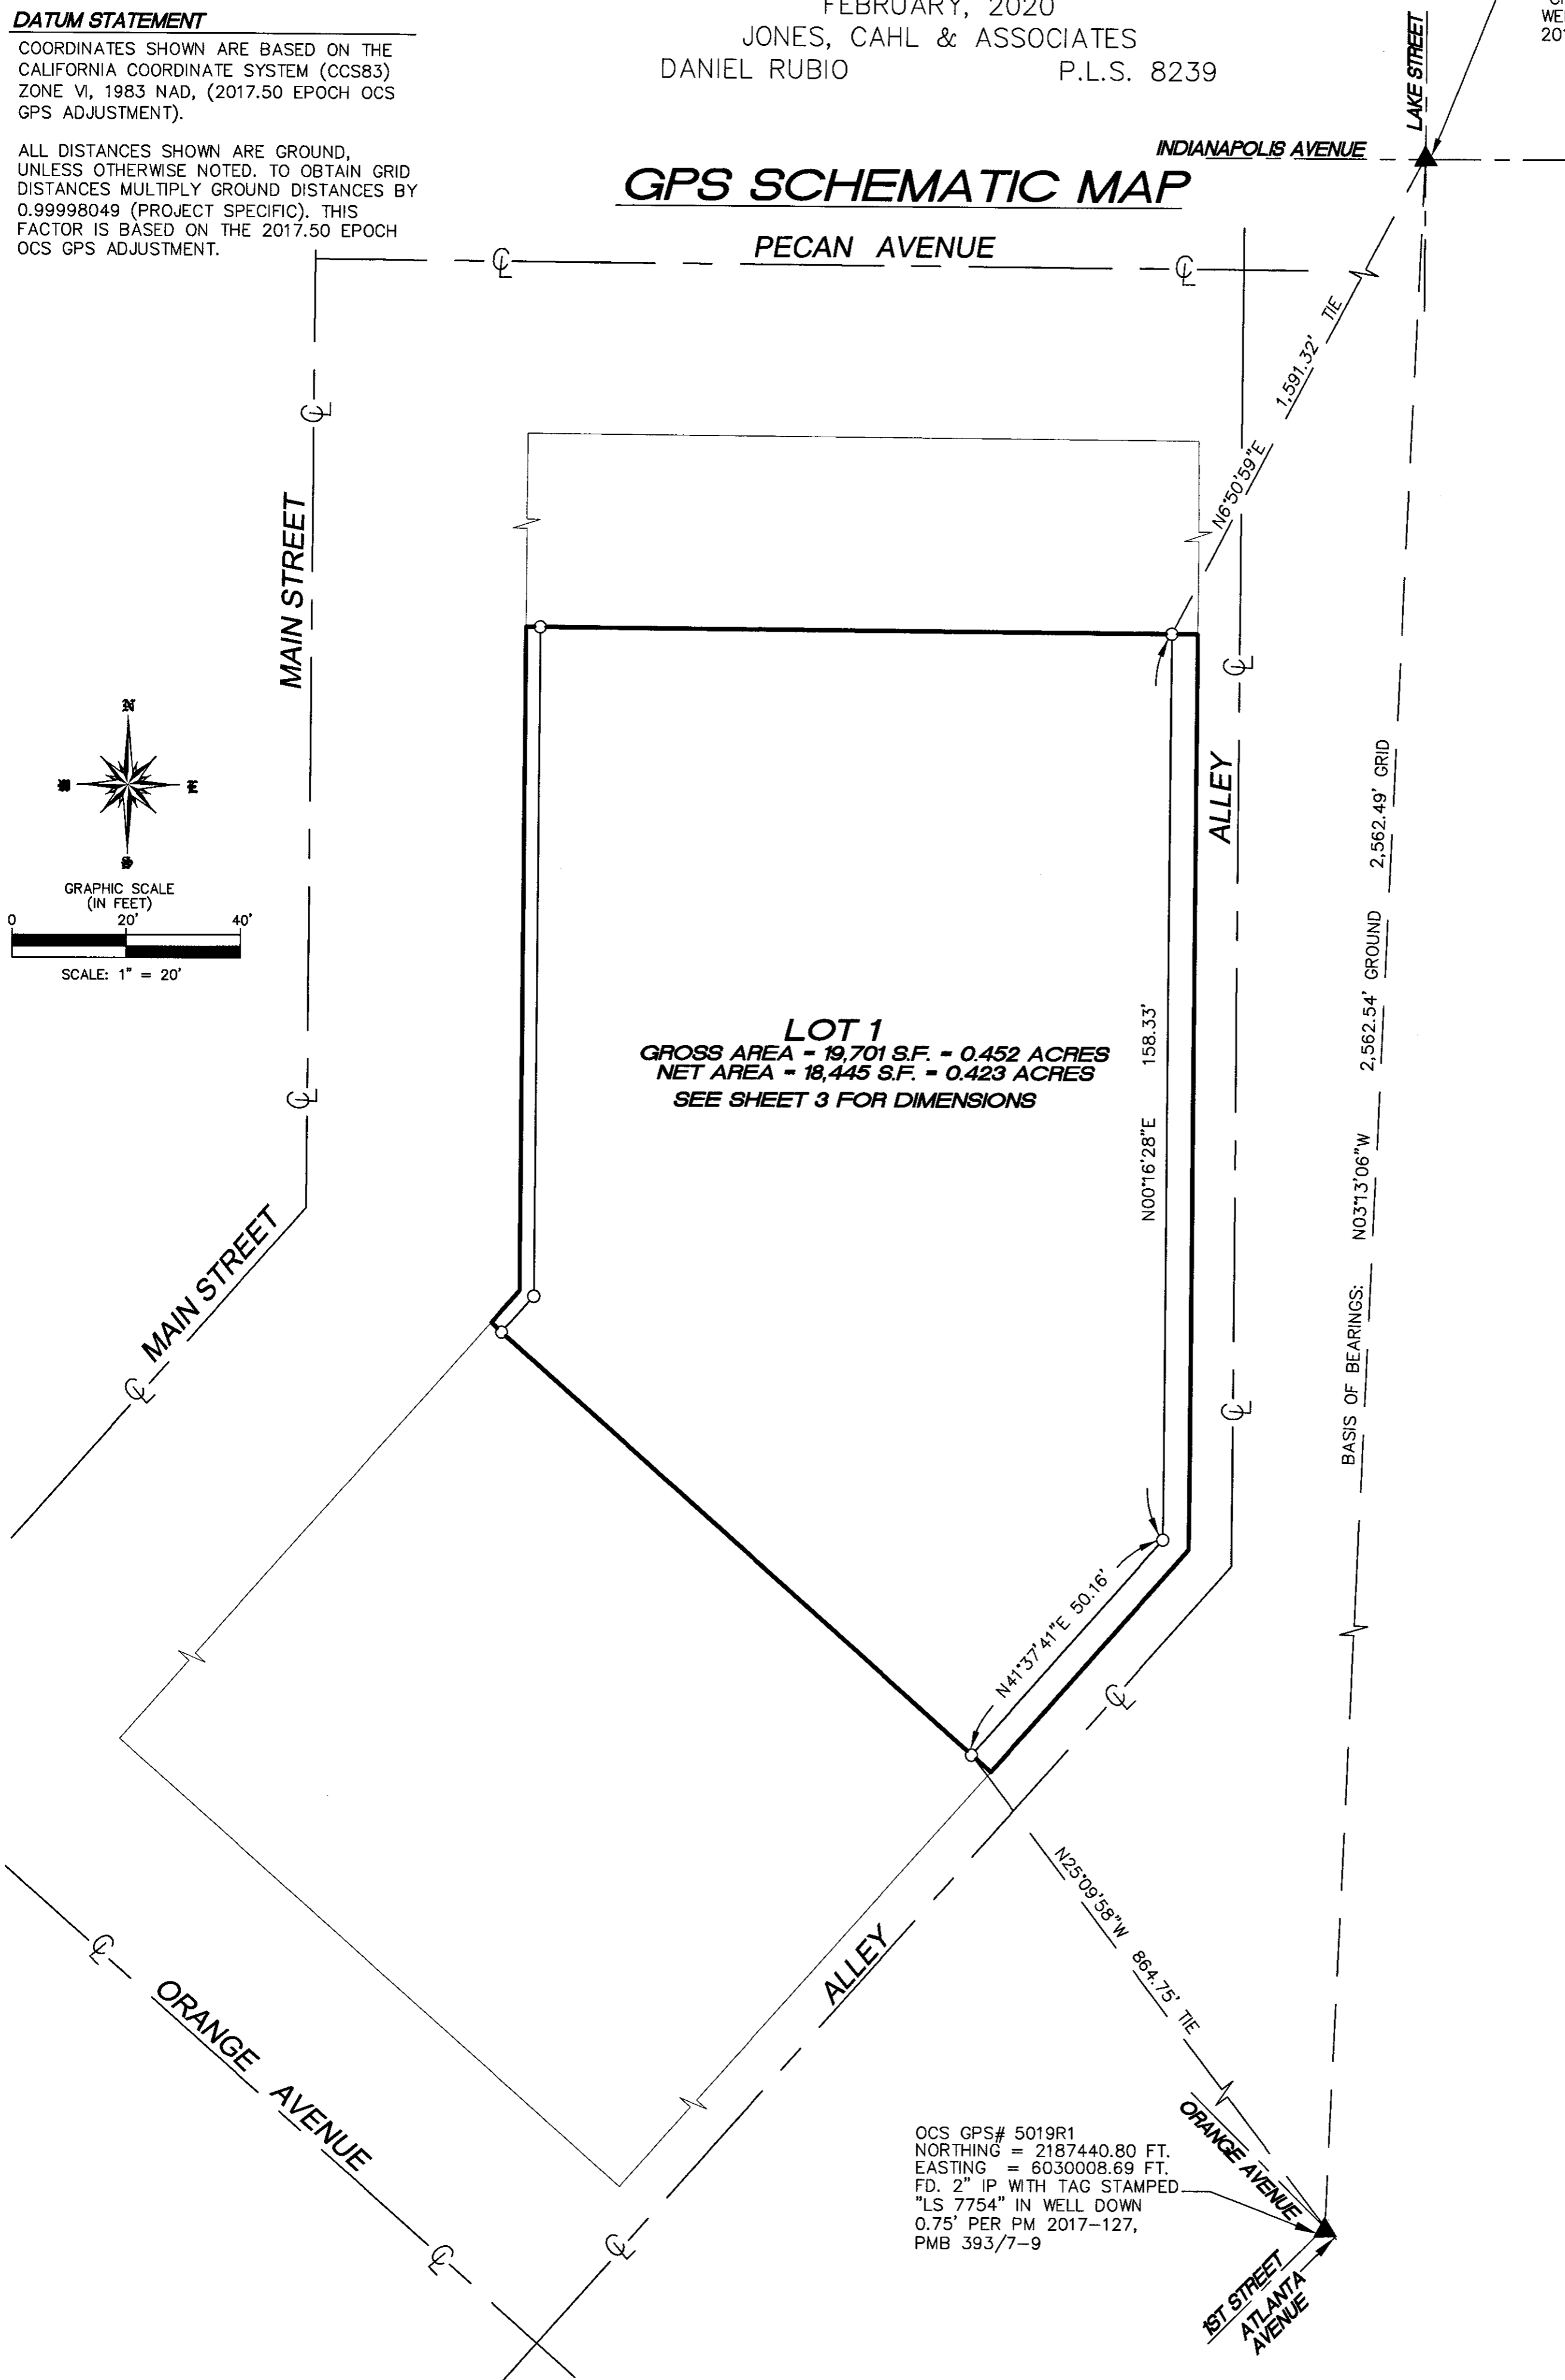 DATUM STATEMENT
COORDINATES SHOWN ARE BASED ON THE
CALIFORNIA COORDINATE SYSTEM (CCS83)
ZONE VI, 1983 NAD, (2017.50 EPOCH OCS
GPS ADJUSTMENT).
ALL DISTANCES SHOWN ARE GROUND,
UNLESS OTHERWISE NOTED. TO OBTAIN GRID
DISTANCES MULTIPLY GROUND DISTANCES BY
0.99998049 (PROJECT SPECIFIC). THIS
FACTOR IS BASED ON THE 2017.50 EPOCH
OCS GPS ADJUSTMENT.
FEBRUARY, 2020
JONES, CAHL & ASSOCIATES
DANIEL RUBIO P.L.S. 8239
GPS SCHEMATIC MAP
LAKE STREET
INDIANAPOLIS AVENUE
PECAN AVENUE
N6°50'59"E 1,591.32' TIE
MAIN STREET
N
E
S
GRAPHIC SCALE
(IN FEET)
0 20' 40'
SCALE: 1" = 20'
ALLEY
LOT 1
GROSS AREA = 19,701 S.F. = 0.452 ACRES
NET AREA = 18,445 S.F. = 0.423 ACRES
SEE SHEET 3 FOR DIMENSIONS
N00°16'28"E 158.33'
BASIS OF BEARINGS: N03°13'06"W 2,562.54' GROUND 2,562.49' GRID
MAIN STREET
N41°37'41"E 50.16'
N25°09'58"W 864.75' TIE
ALLEY
ORANGE AVENUE
OCS GPS# 5019R1
NORTHING = 2187440.80 FT.
EASTING = 6030008.69 FT.
FD. 2" IP WITH TAG STAMPED
"LS 7754" IN WELL DOWN
0.75' PER PM 2017-127,
PMB 393/7-9
ORANGE AVENUE
1ST STREET
ATLANTA
AVENUE